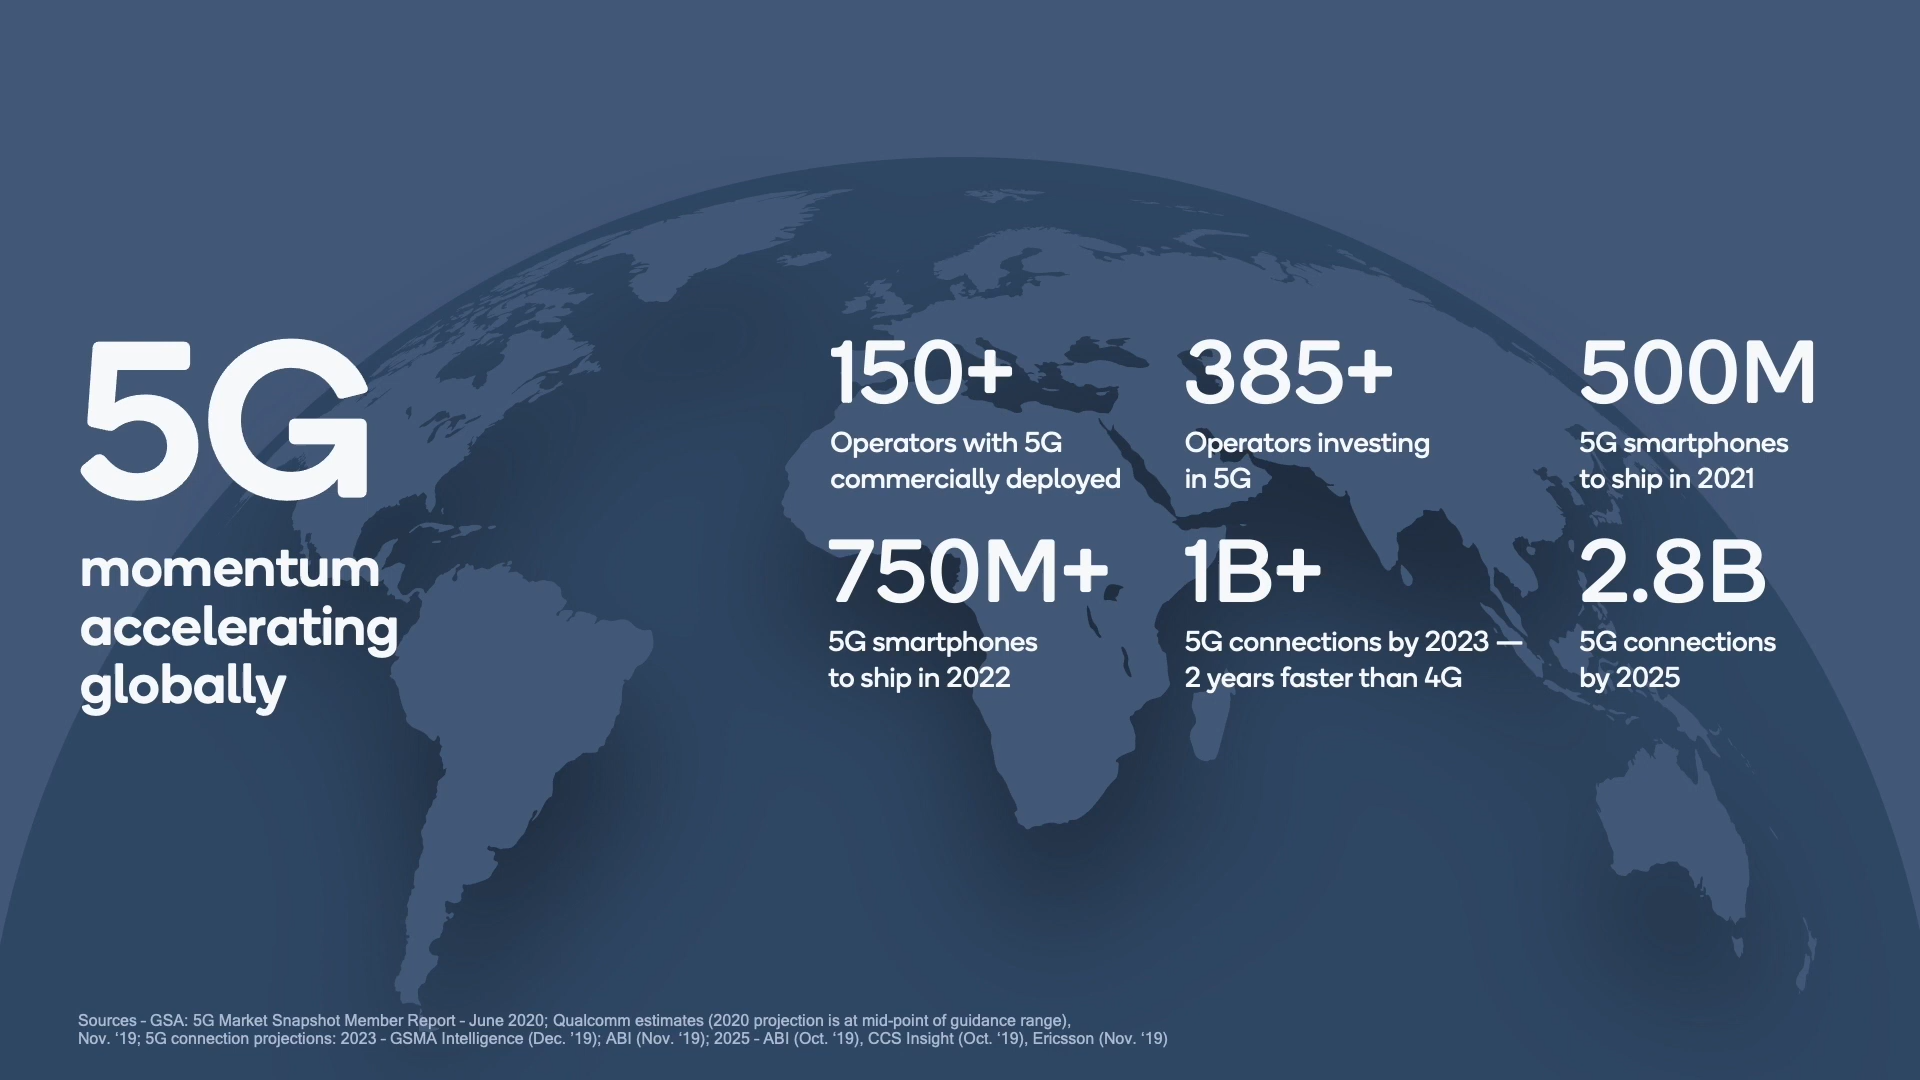 5G
momentum
accelerating
globally
150+
Operators with 5G
commercially deployed
385+
Operators investing
in 5G
500M
5G smartphones
to ship in 2021
750M+
5G smartphones
to ship in 2022
1B+
5G connections by 2023 —
2 years faster than 4G
2.8B
5G connections
by 2025
Sources - GSA: 5G Market Snapshot Member Report - June 2020; Qualcomm estimates (2020 projection is at mid-point of guidance range),
Nov. ‘19; 5G connection projections: 2023 - GSMA Intelligence (Dec. ’19); ABI (Nov. ‘19); 2025 - ABI (Oct. ‘19), CCS Insight (Oct. ‘19), Ericsson (Nov. ‘19)